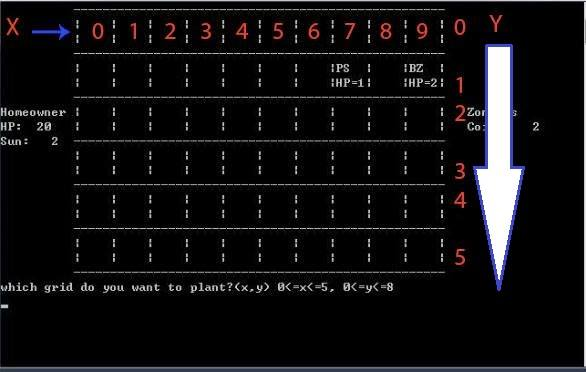 X 0 1 2 3 4 5 6 7 8 9 0 Y
PS BZ
HP=1 HP=2 1
Homeowner 2
HP: 20 2
Sun: 2
3
4
5
which grid do you want to plant?(x,y) 0<=x<=5, 0<=y<=8